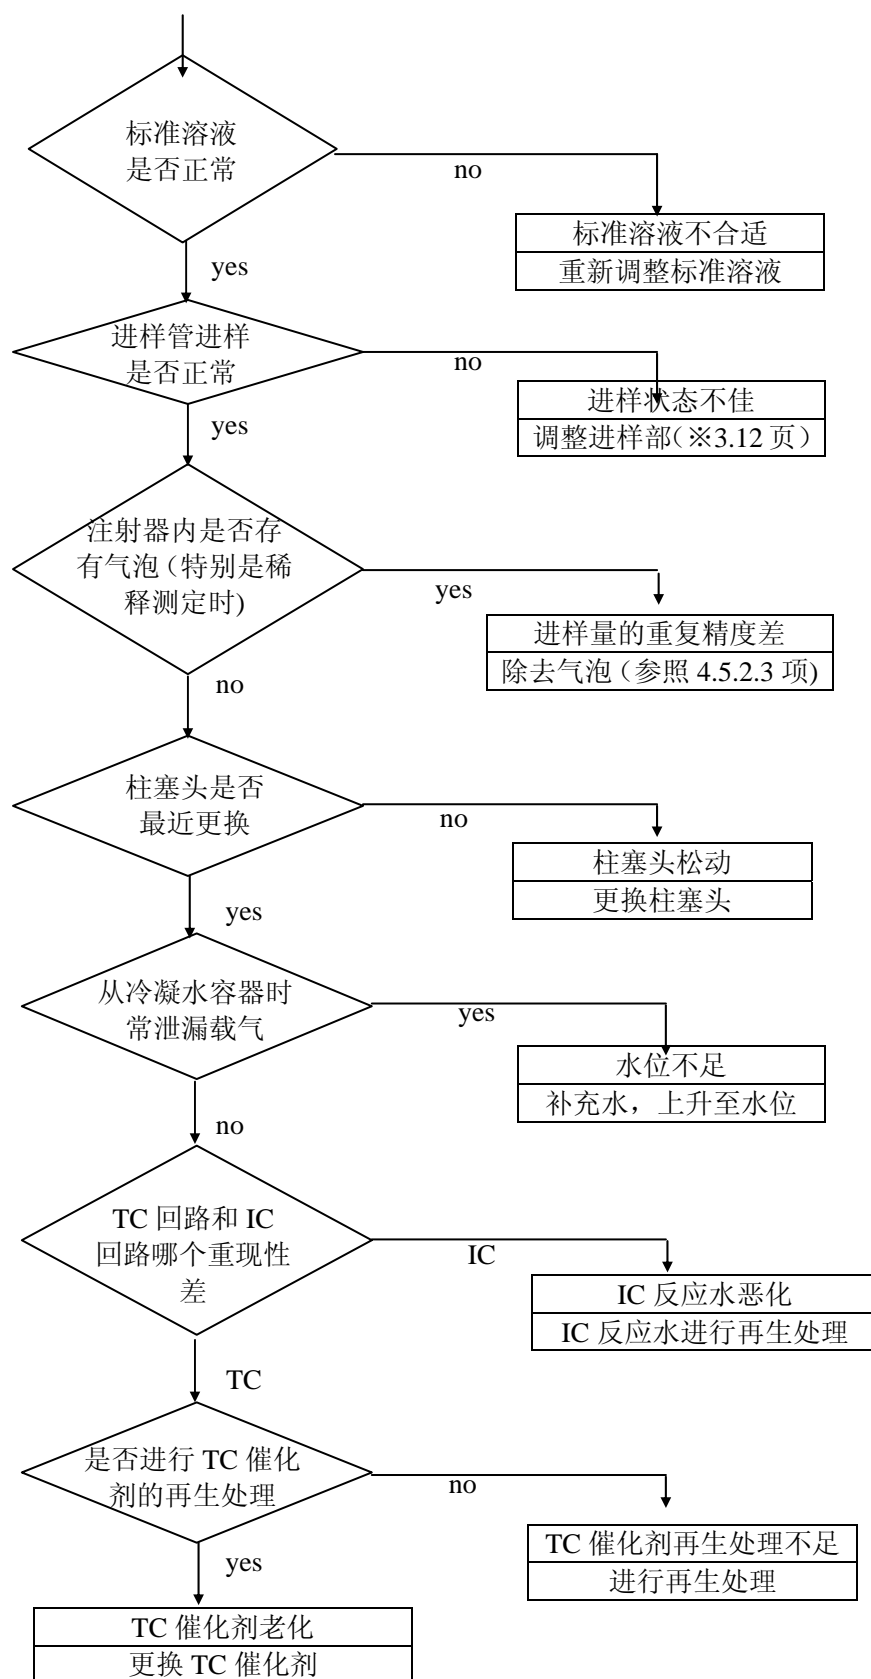 标准溶液
是否正常
no
标准溶液不合适
重新调整标准溶液
yes
进样管进样
是否正常
no
进样状态不佳
调整进样部（※3.12 页）
yes
注射器内是否存
有气泡（特别是稀
释测定时)
yes
进样量的重复精度差
除去气泡（参照 4.5.2.3 项)
no
柱塞头是否
最近更换
no
柱塞头松动
更换柱塞头
yes
从冷凝水容器时
常泄漏载气
yes
水位不足
补充水，上升至水位
no
TC 回路和 IC
回路哪个重现性
差
IC
IC 反应水恶化
IC 反应水进行再生处理
TC
是否进行 TC 催化
剂的再生处理
no
TC 催化剂再生处理不足
进行再生处理
yes
TC 催化剂老化
更换 TC 催化剂